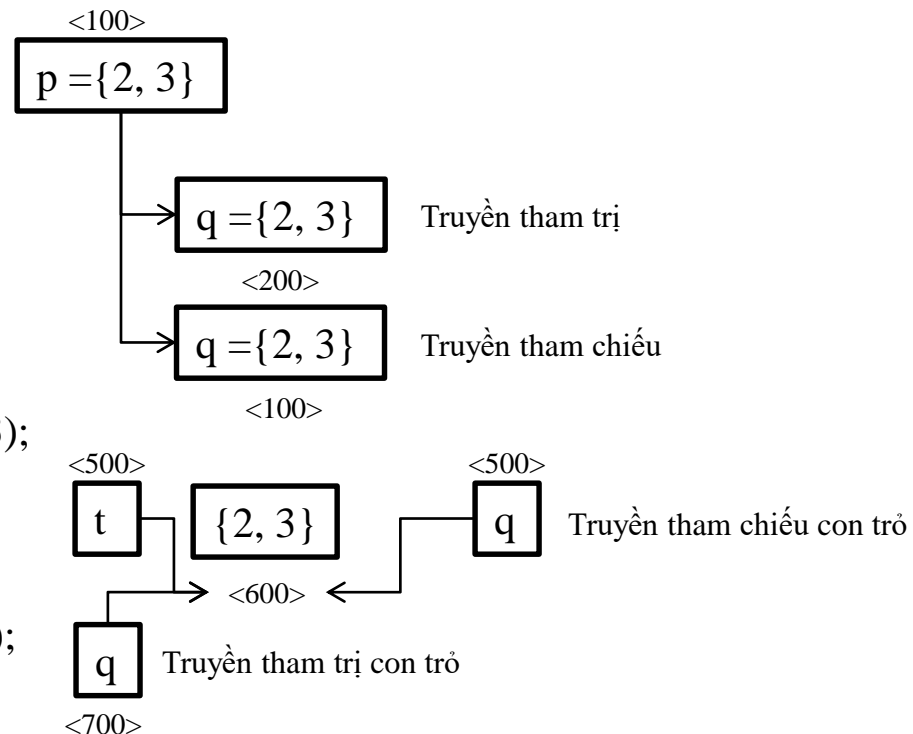 <100>
p ={2, 3}
q ={2, 3} Truyền tham trị
<200>
q ={2, 3} Truyền tham chiếu
<100>
);
<500> <500>
t {2, 3} q Truyền tham chiếu con trỏ
<600>
);
q Truyền tham trị con trỏ
<700>